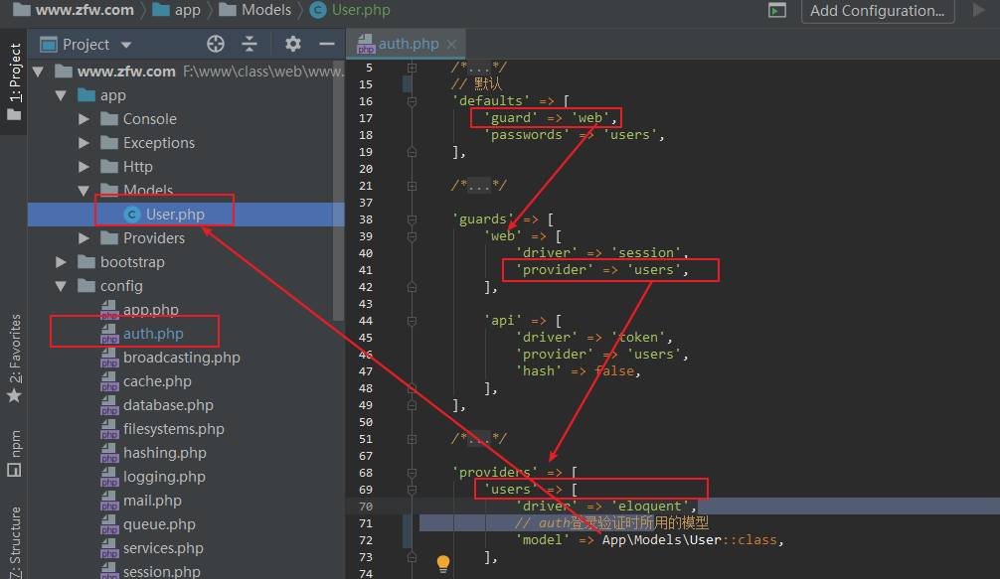 www.zfw.com app Models User.php Add Configuration...
1: Project
Project
www.zfw.com F:\www\class\web\www.
app
Console
Exceptions
Http
Models
User.php
Providers
bootstrap
config
app.php
auth.php
broadcasting.php
cache.php
database.php
filesystems.php
hashing.php
logging.php
mail.php
queue.php
services.php
session.php
2: Favorites
npm
Z: Structure
auth.php
5 /*...*/
15 // 默认
16 'defaults' => [
17 'guard' => 'web',
18 'passwords' => 'users',
19 ],
20
21 /*...*/
37
38 'guards' => [
39 'web' => [
40 'driver' => 'session',
41 'provider' => 'users',
42 ],
43
44 'api' => [
45 'driver' => 'token',
46 'provider' => 'users',
47 'hash' => false,
48 ],
49 ],
50
51 /*...*/
67
68 'providers' => [
69 'users' => [
70 'driver' => 'eloquent',
71 // auth登录验证时所用的模型
72 'model' => App\Models\User::class,
73 ],
74